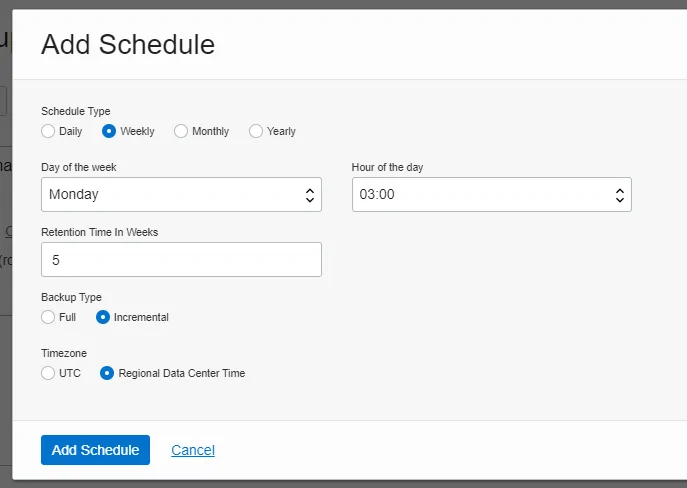 Add Schedule
Schedule Type
Daily Weekly Monthly Yearly
Day of the week Hour of the day
Monday 03:00
Retention Time In Weeks
5
Backup Type
Full Incremental
Timezone
UTC Regional Data Center Time
Add Schedule Cancel